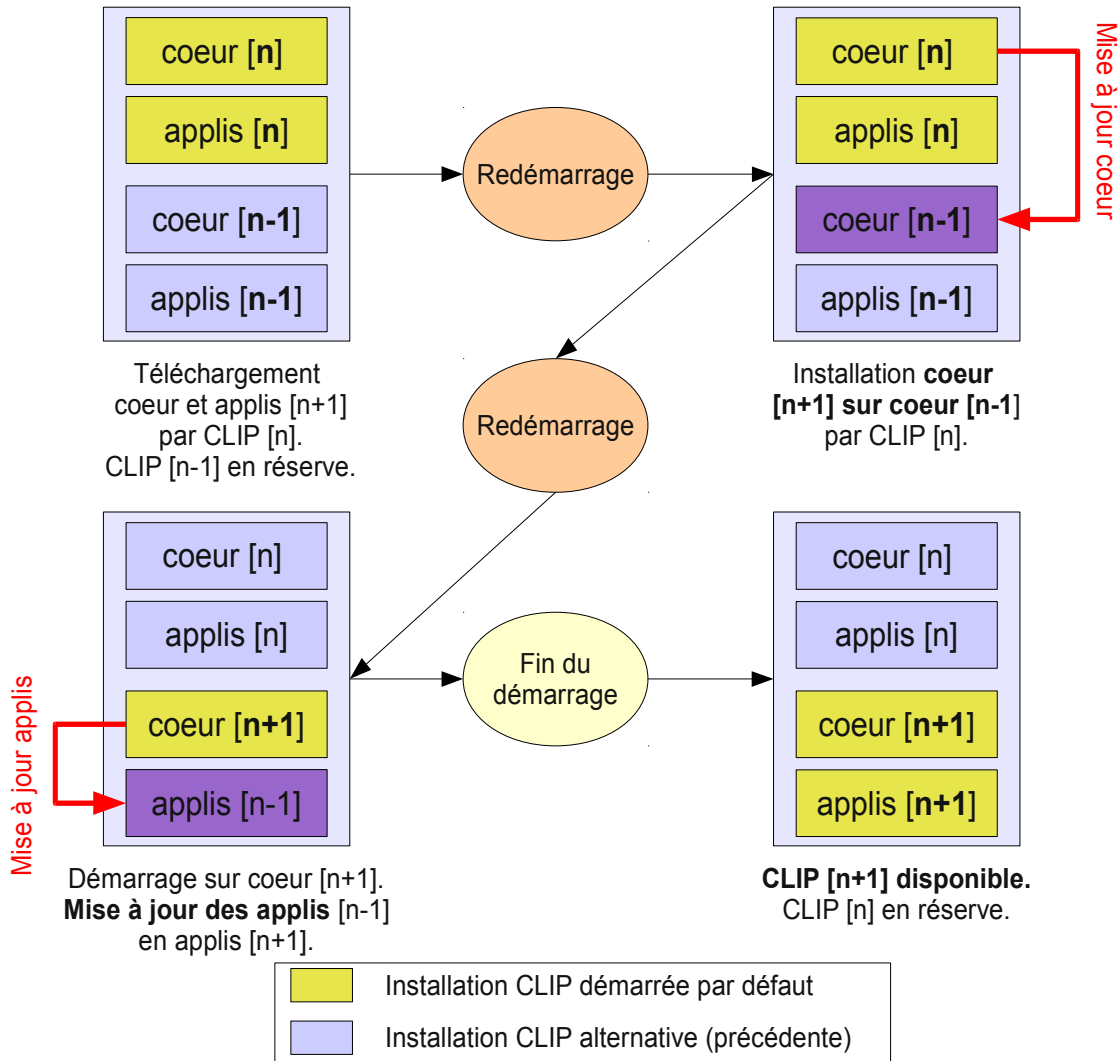 coeur [n]
applis [n]
coeur [n-1]
applis [n-1]
Téléchargement
coeur et applis [n+1]
par CLIP [n].
CLIP [n-1] en réserve.
Redémarrage
coeur [n]
applis [n]
coeur [n-1]
applis [n-1]
Mise à jour coeur
Installation coeur
[n+1] sur coeur [n-1]
par CLIP [n].
Redémarrage
coeur [n]
applis [n]
coeur [n+1]
applis [n-1]
Mise à jour applis
Démarrage sur coeur [n+1].
Mise à jour des applis [n-1]
en applis [n+1].
Fin du
démarrage
coeur [n]
applis [n]
coeur [n+1]
applis [n+1]
CLIP [n+1] disponible.
CLIP [n] en réserve.
Installation CLIP démarrée par défaut
Installation CLIP alternative (précédente)